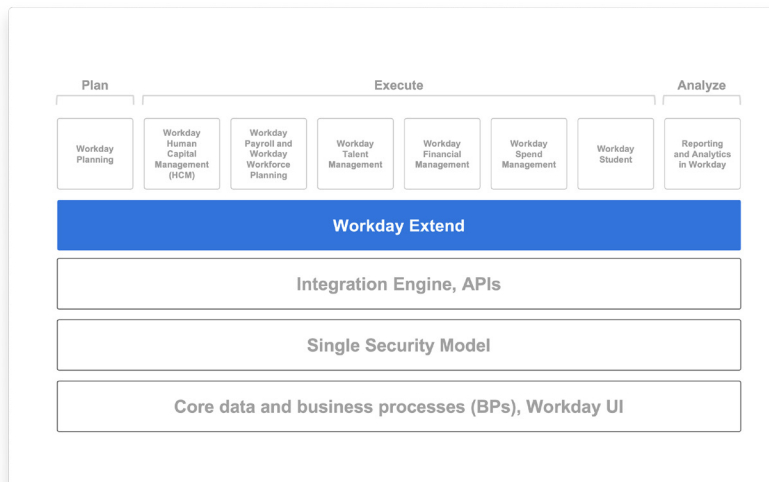 Plan
Execute
Analyze
Workday
Planning
Workday
Human
Capital
Management
(HCM)
Workday
Payroll and
Workday
Workforce
Planning
Workday
Talent
Management
Workday
Financial
Management
Workday
Spend
Management
Workday
Student
Reporting
and Analytics
in Workday
Workday Extend
Integration Engine, APIs
Single Security Model
Core data and business processes (BPs), Workday UI